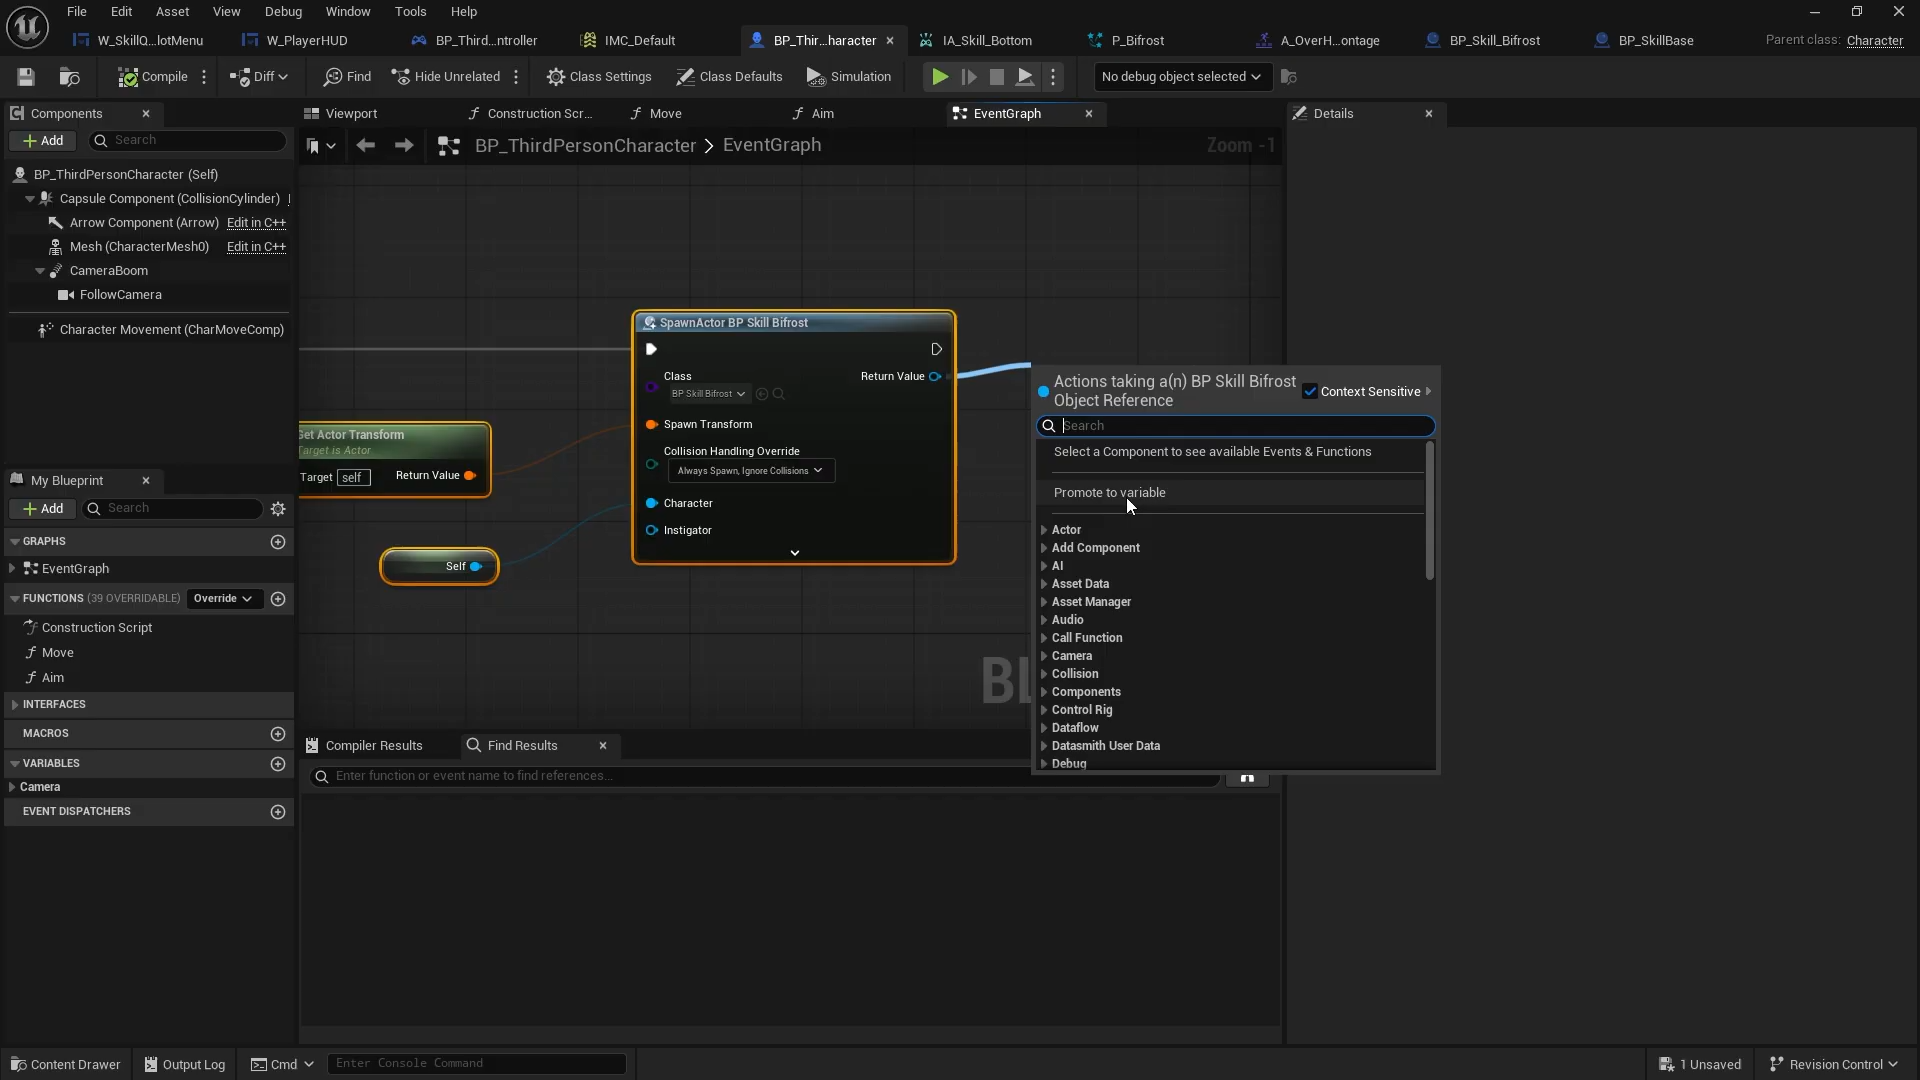 File Edit Asset View Debug Window Tools Help
W_SkillQ...lotMenu W_PlayerHUD BP_Third...ntroller IMC_Default BP_Thir...haracter IA_Skill_Bottom P_Bifrost A_OverH...ontage BP_Skill_Bifrost BP_SkillBase Parent class: Character
Compile Diff Find Hide Unrelated Class Settings Class Defaults Simulation No debug object selected
Components Viewport Construction Scr... Move Aim EventGraph Details
Add Search BP_ThirdPersonCharacter > EventGraph Zoom -1
BP_ThirdPersonCharacter (Self)
Capsule Component (CollisionCylinder)
Arrow Component (Arrow) Edit in C++
Mesh (CharacterMesh0) Edit in C++
CameraBoom
FollowCamera
Character Movement (CharMoveComp)
SpawnActor BP Skill Bifrost
Class Return Value
BP Skill Bifrost
Spawn Transform
Collision Handling Override
Always Spawn, Ignore Collisions
Character
Instigator
Get Actor Transform
Target is Actor
Target self Return Value
Self
Actions taking a(n) BP Skill Bifrost
Object Reference
Context Sensitive
Search
Select a Component to see available Events & Functions
Promote to variable
Actor
Add Component
AI
Asset Data
Asset Manager
Audio
Call Function
Camera
Collision
Components
Control Rig
Dataflow
Datasmith User Data
Debug
My Blueprint
Add Search
GRAPHS
EventGraph
FUNCTIONS (39 OVERRIDABLE) Override
Construction Script
Move
Aim
INTERFACES
MACROS
VARIABLES
Camera
EVENT DISPATCHERS
BL
Compiler Results Find Results
Enter function or event name to find references...
Content Drawer Output Log Cmd Enter Console Command 1 Unsaved Revision Control